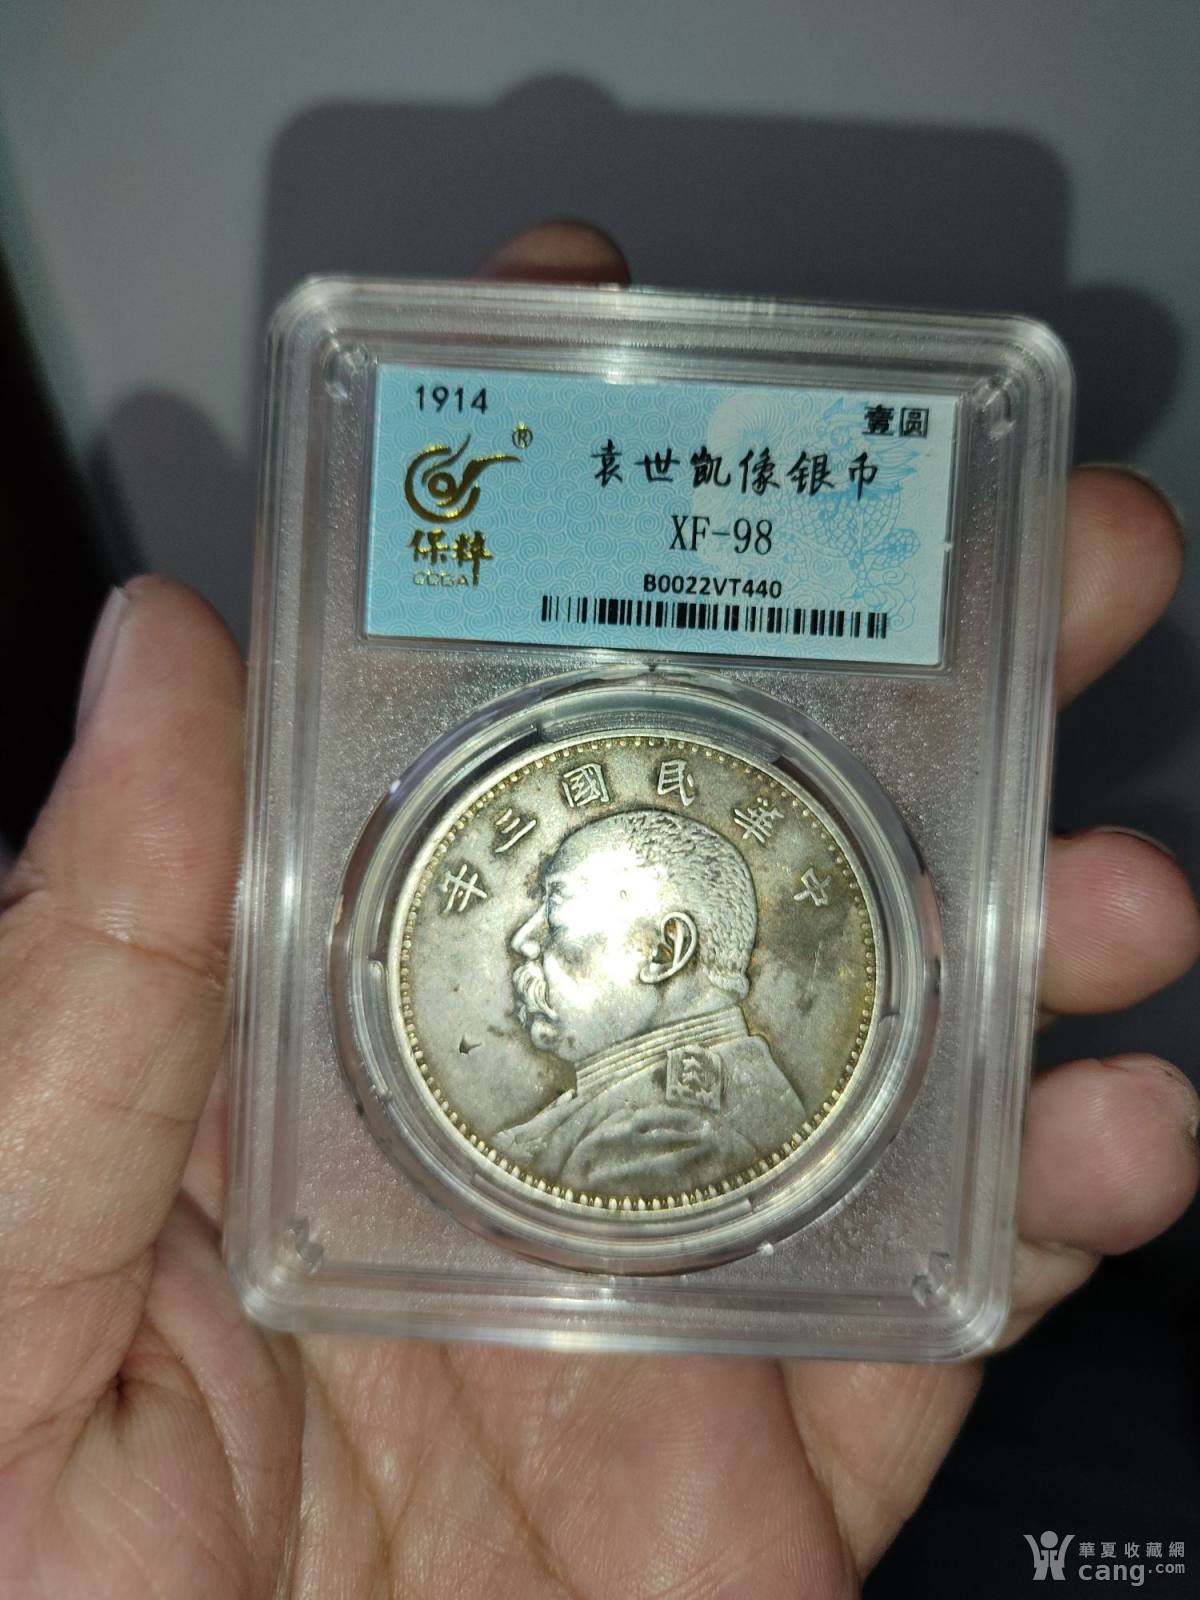 1914
壹圆
®
袁世凯像银币
保粹
XF-98
B0022VT440
中華民國三年
華夏收藏網
cang.com